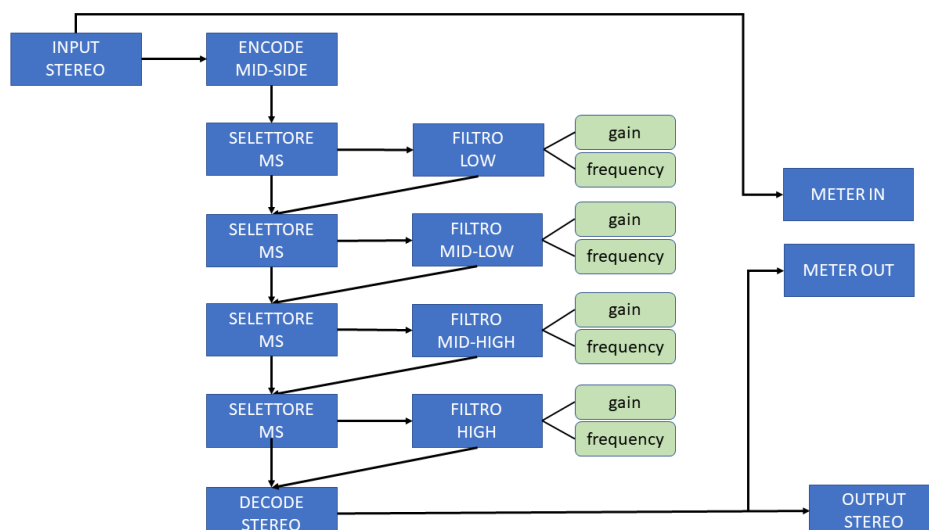 INPUT
STEREO
ENCODE
MID-SIDE
SELETTORE
MS
FILTRO
LOW
gain
frequency
METER IN
SELETTORE
MS
FILTRO
MID-LOW
gain
frequency
METER OUT
SELETTORE
MS
FILTRO
MID-HIGH
gain
frequency
SELETTORE
MS
FILTRO
HIGH
gain
frequency
DECODE
STEREO
OUTPUT
STEREO